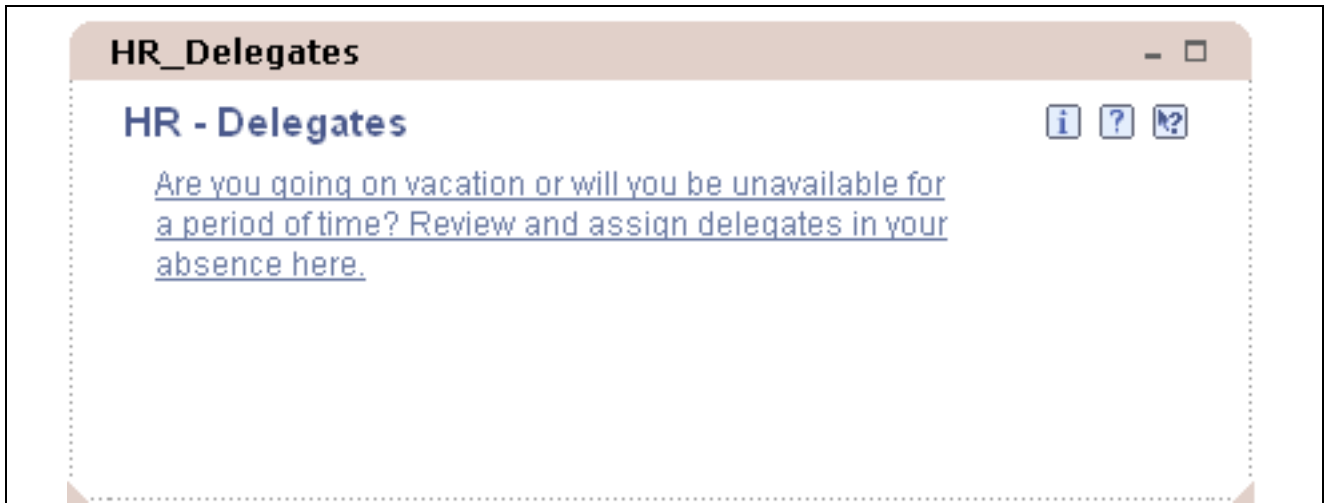 HR_Delegates
HR - Delegates
Are you going on vacation or will you be unavailable for
a period of time? Review and assign delegates in your
absence here.